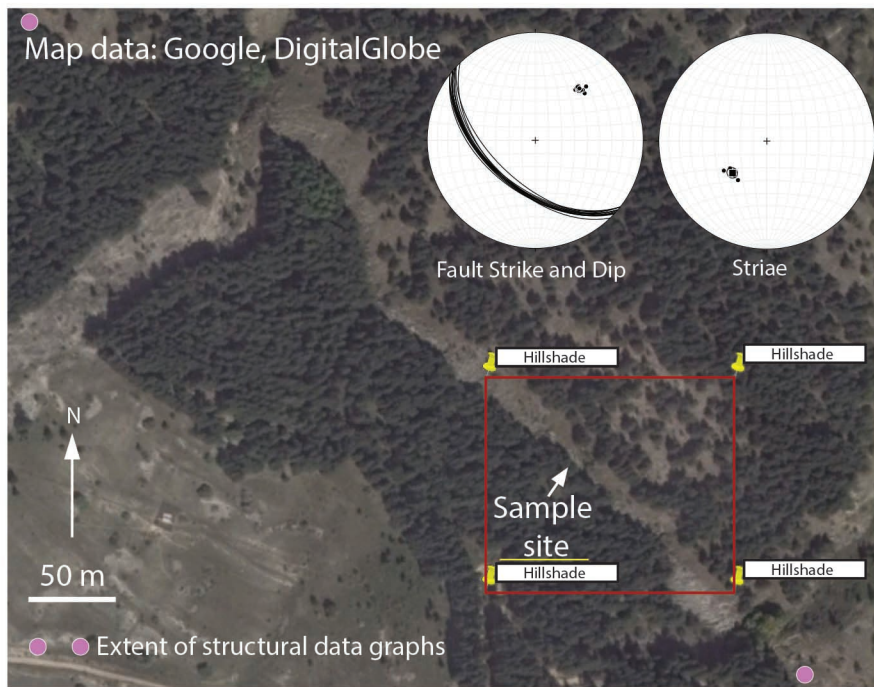 Map data: Google, DigitalGlobe
Fault Strike and Dip
Striae
Hillshade
Hillshade
N
Sample
site
50 m
Hillshade
Hillshade
Extent of structural data graphs